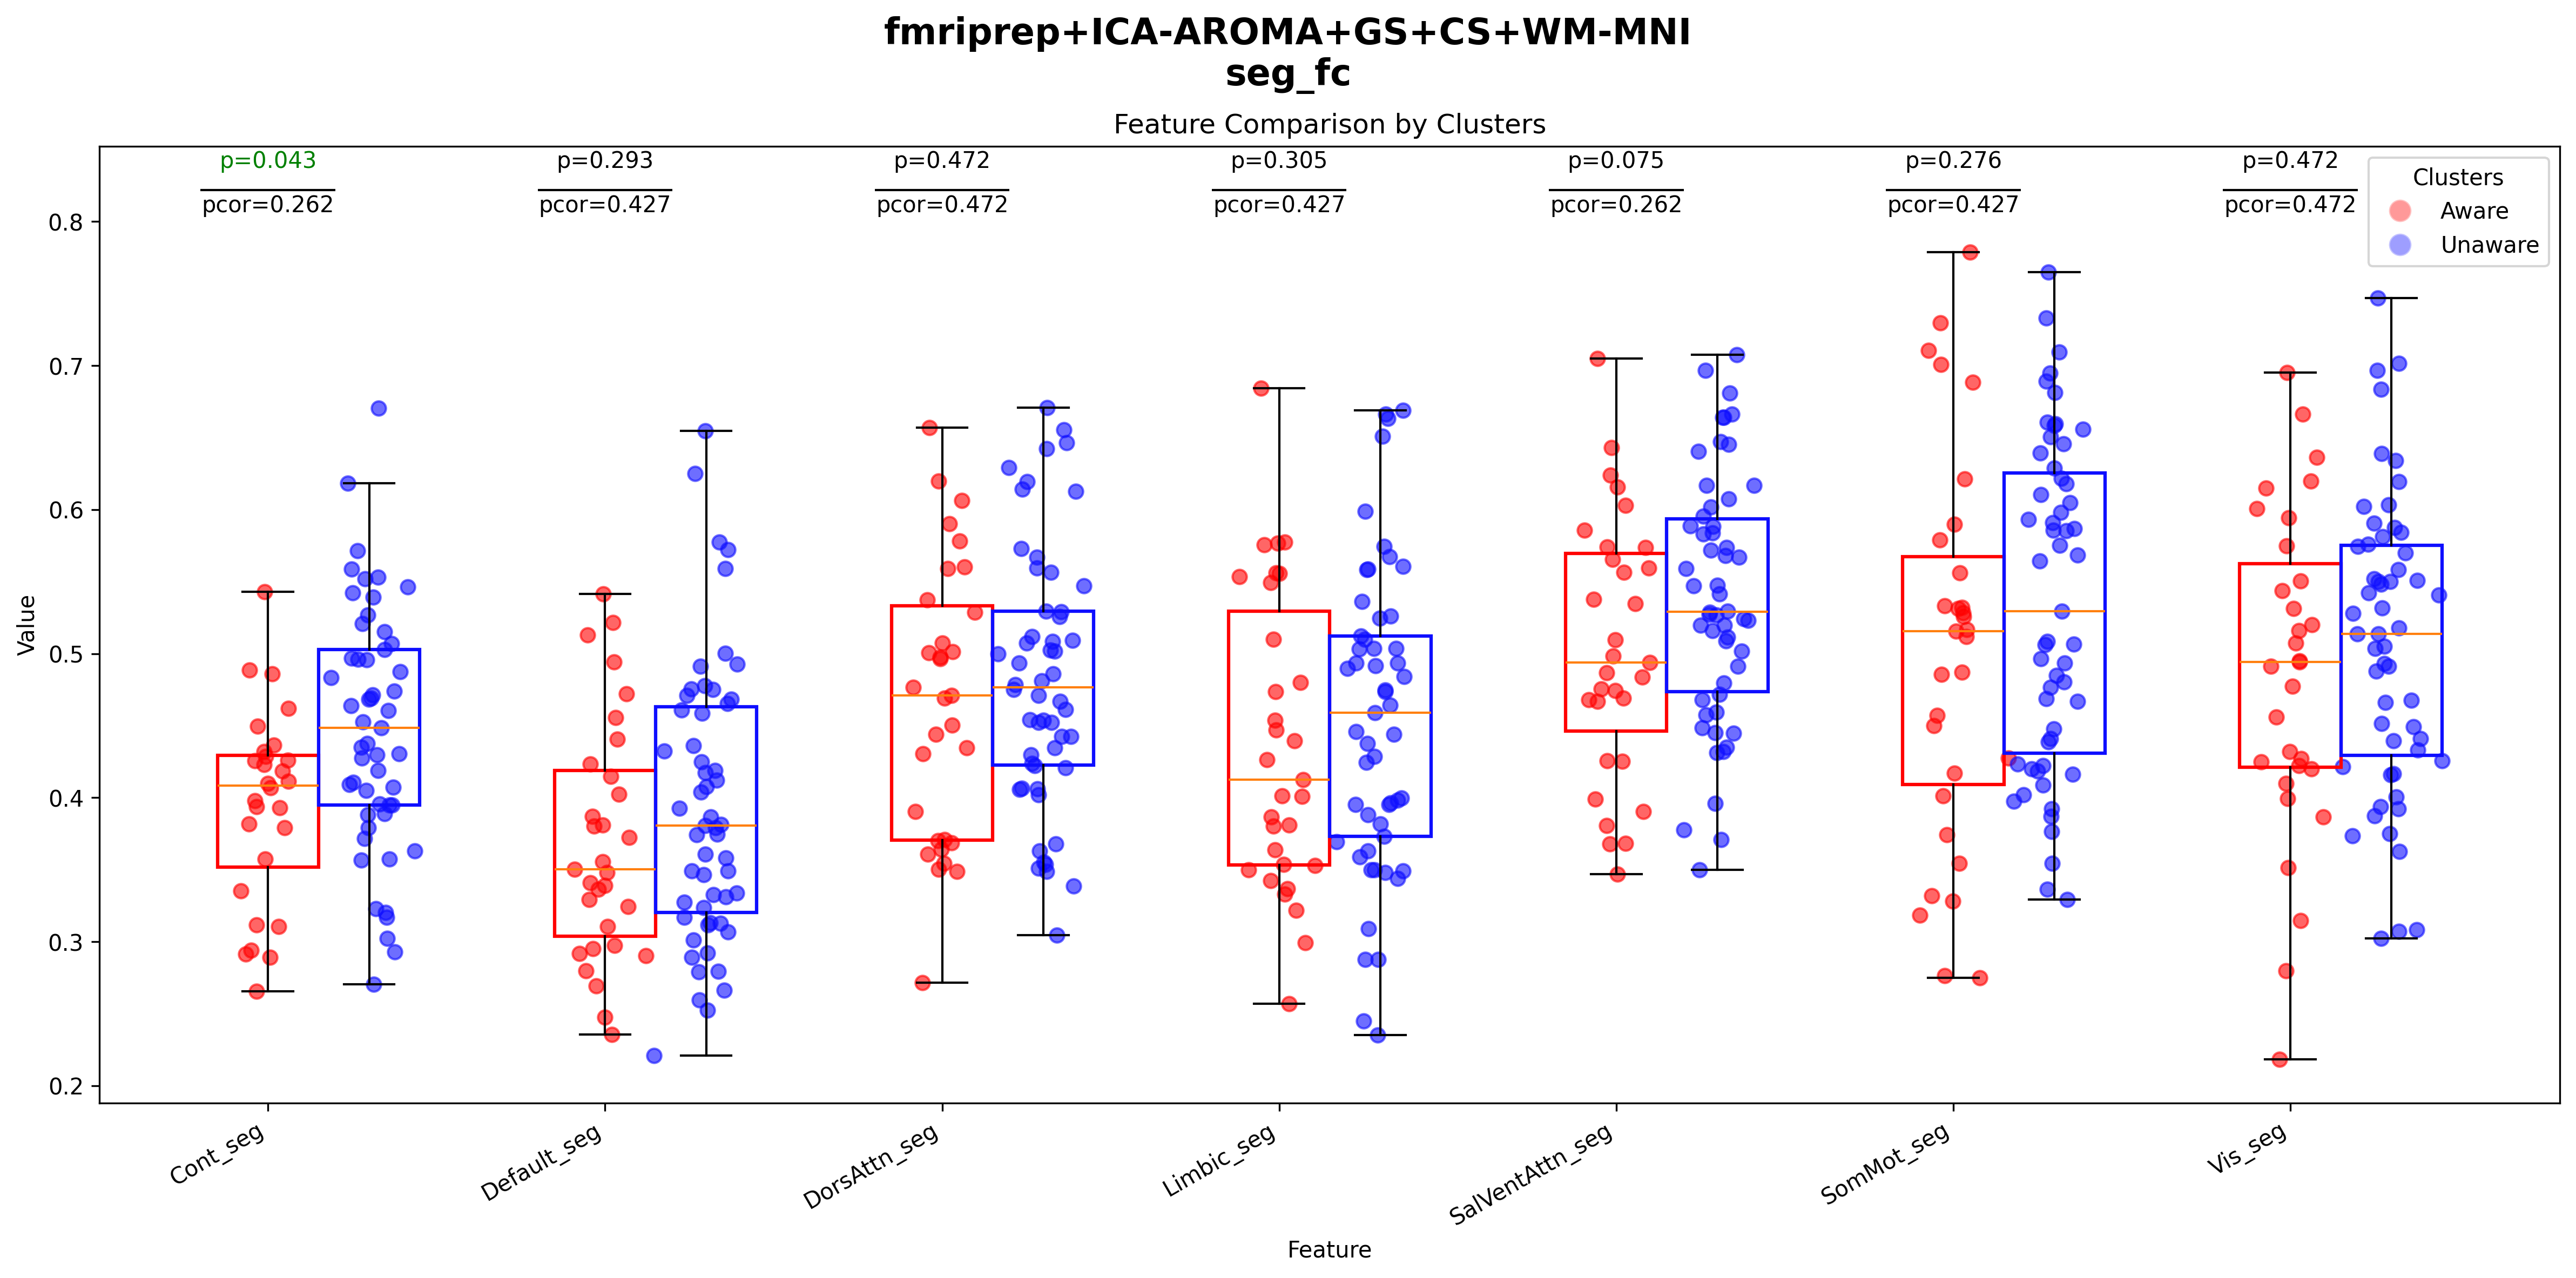 fmriprep+ICA-AROMA+GS+CS+WM-MNI
seg_fc
Feature Comparison by Clusters
p=0.043 p=0.293 p=0.472 p=0.305 p=0.075 p=0.276 p=0.472
pcor=0.262 pcor=0.427 pcor=0.472 pcor=0.427 pcor=0.262 pcor=0.427 pcor=0.472
Clusters
Aware
Unaware
Value
0.8
0.7
0.6
0.5
0.4
0.3
0.2
Cont_seg Default_seg DorsAttn_seg Limbic_seg SalVentAttn_seg SomMot_seg Vis_seg
Feature